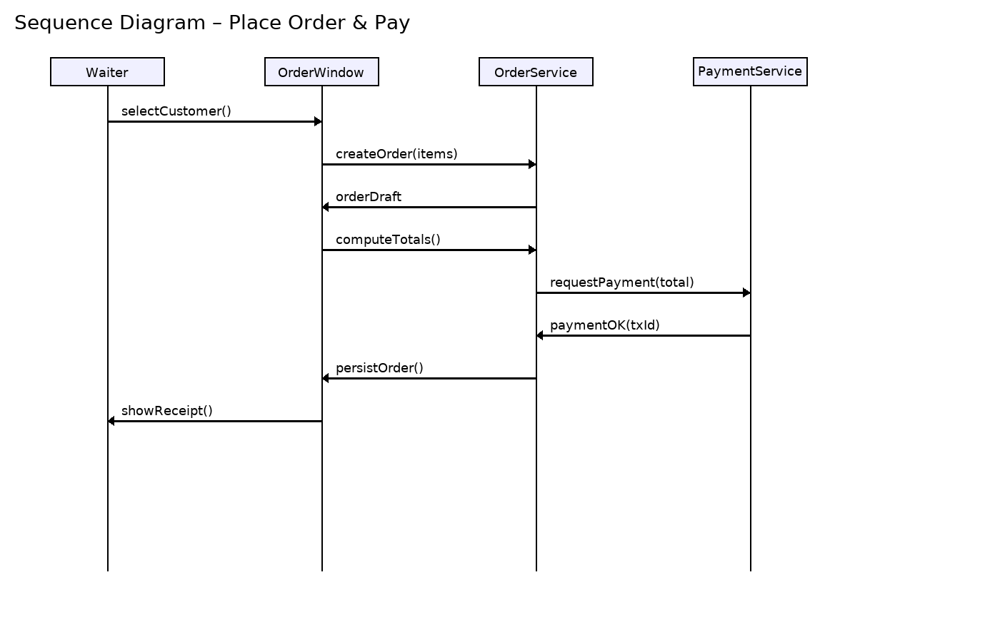 Sequence Diagram – Place Order & Pay
Waiter
OrderWindow
OrderService
PaymentService
selectCustomer()
createOrder(items)
orderDraft
computeTotals()
requestPayment(total)
paymentOK(txId)
persistOrder()
showReceipt()